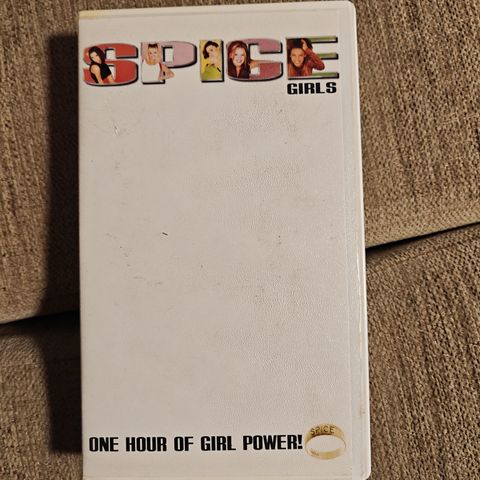 SPICE
GIRLS
ONE HOUR OF GIRL POWER!
SPICE